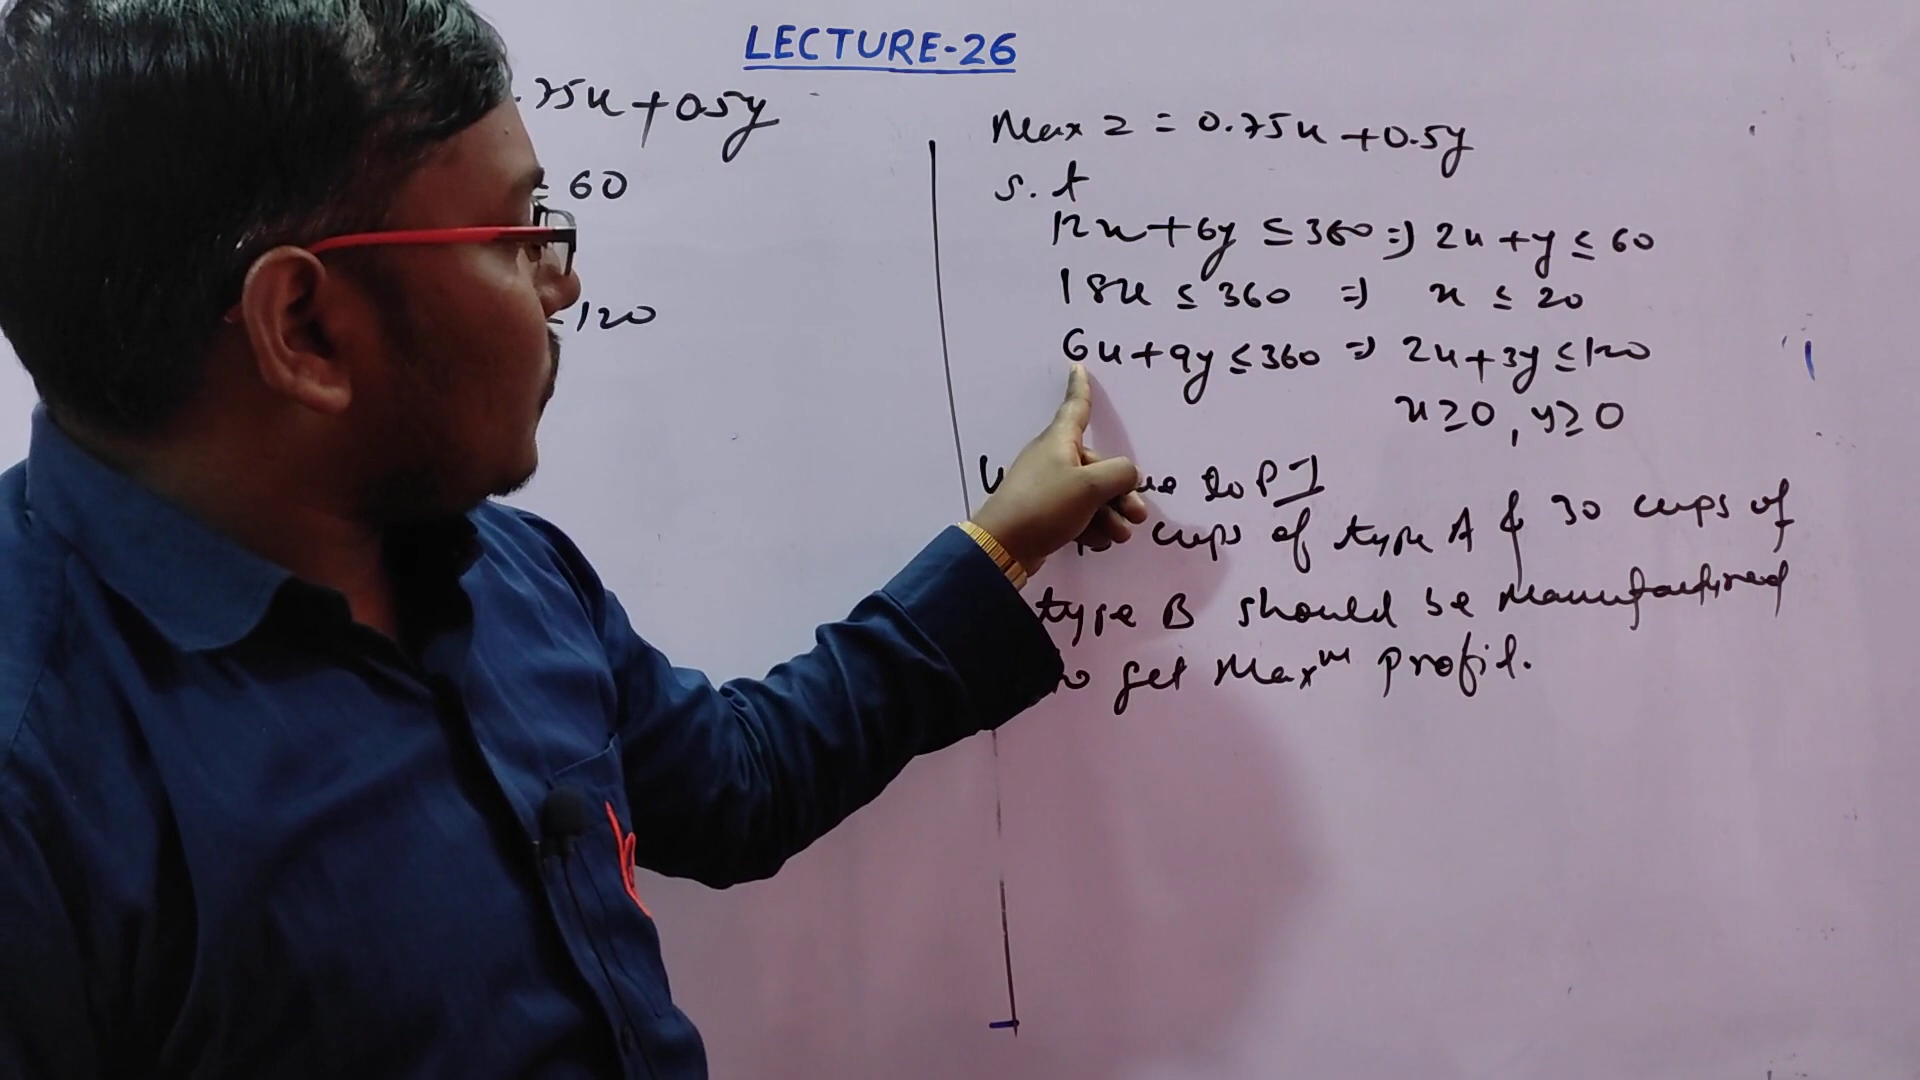 LECTURE-26
.75x+0.5y
= 60
=120
Max Z = 0.75x+0.5y
s.t
12x+6y ≤ 360 ⇒ 2x+y ≤ 60
18x ≤ 360 ⇒ x ≤ 20
6x+9y ≤ 360 ⇒ 2x+3y ≤ 120
x ≥ 0, y ≥ 0
cups of type A & 30 cups of
type B should be manufactured
to get Maxᵐ profit.